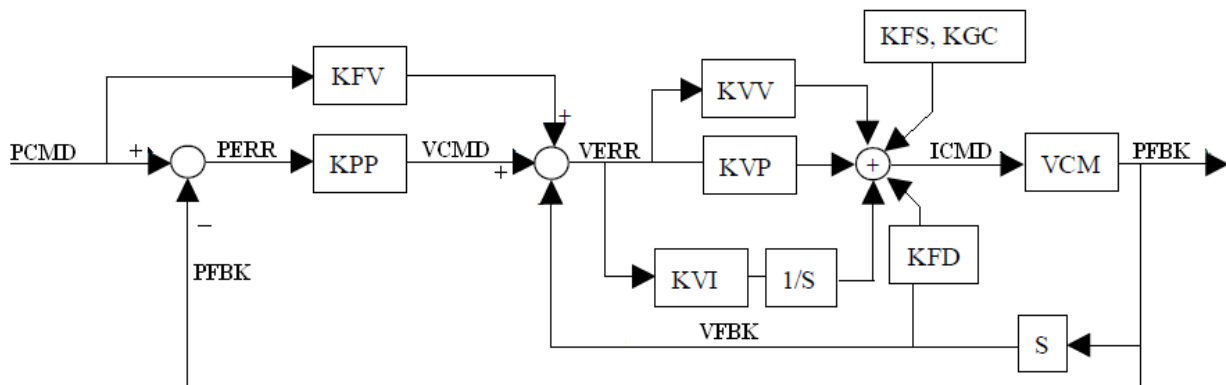 KFS, KGC
KFV
KVV
+
PCMD
+
PERR
KPP
VCMD
+
VERR
KVP
+
ICMD
VCM
PFBK
−
PFBK
KVI
1/S
KFD
VFBK
S